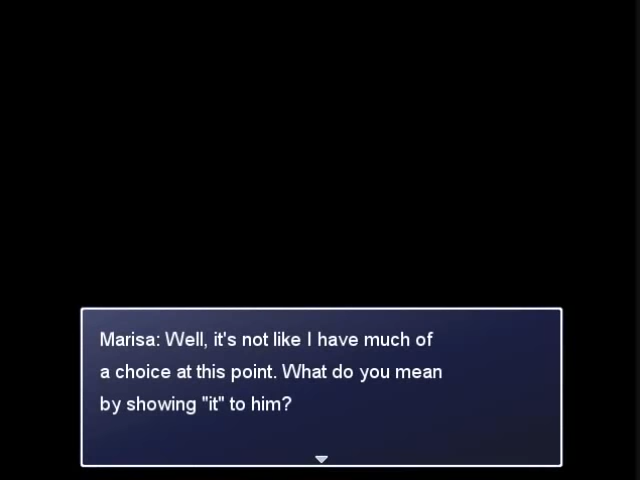 Marisa: Well, it's not like I have much of
a choice at this point. What do you mean
by showing "it" to him?